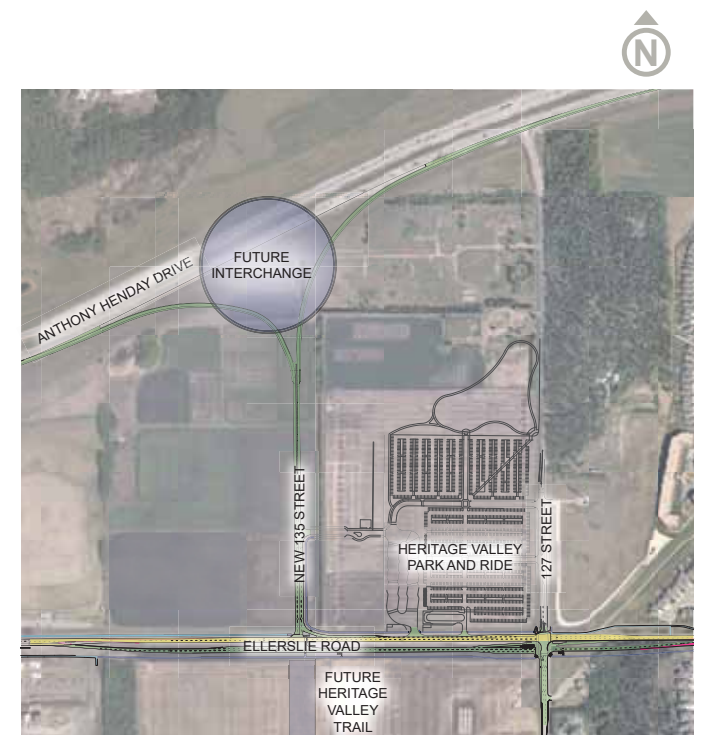 N
FUTURE
INTERCHANGE
ANTHONY HENDAY DRIVE
NEW 135 STREET
HERITAGE VALLEY
PARK AND RIDE
127 STREET
ELLERSLIE ROAD
FUTURE
HERITAGE
VALLEY
TRAIL